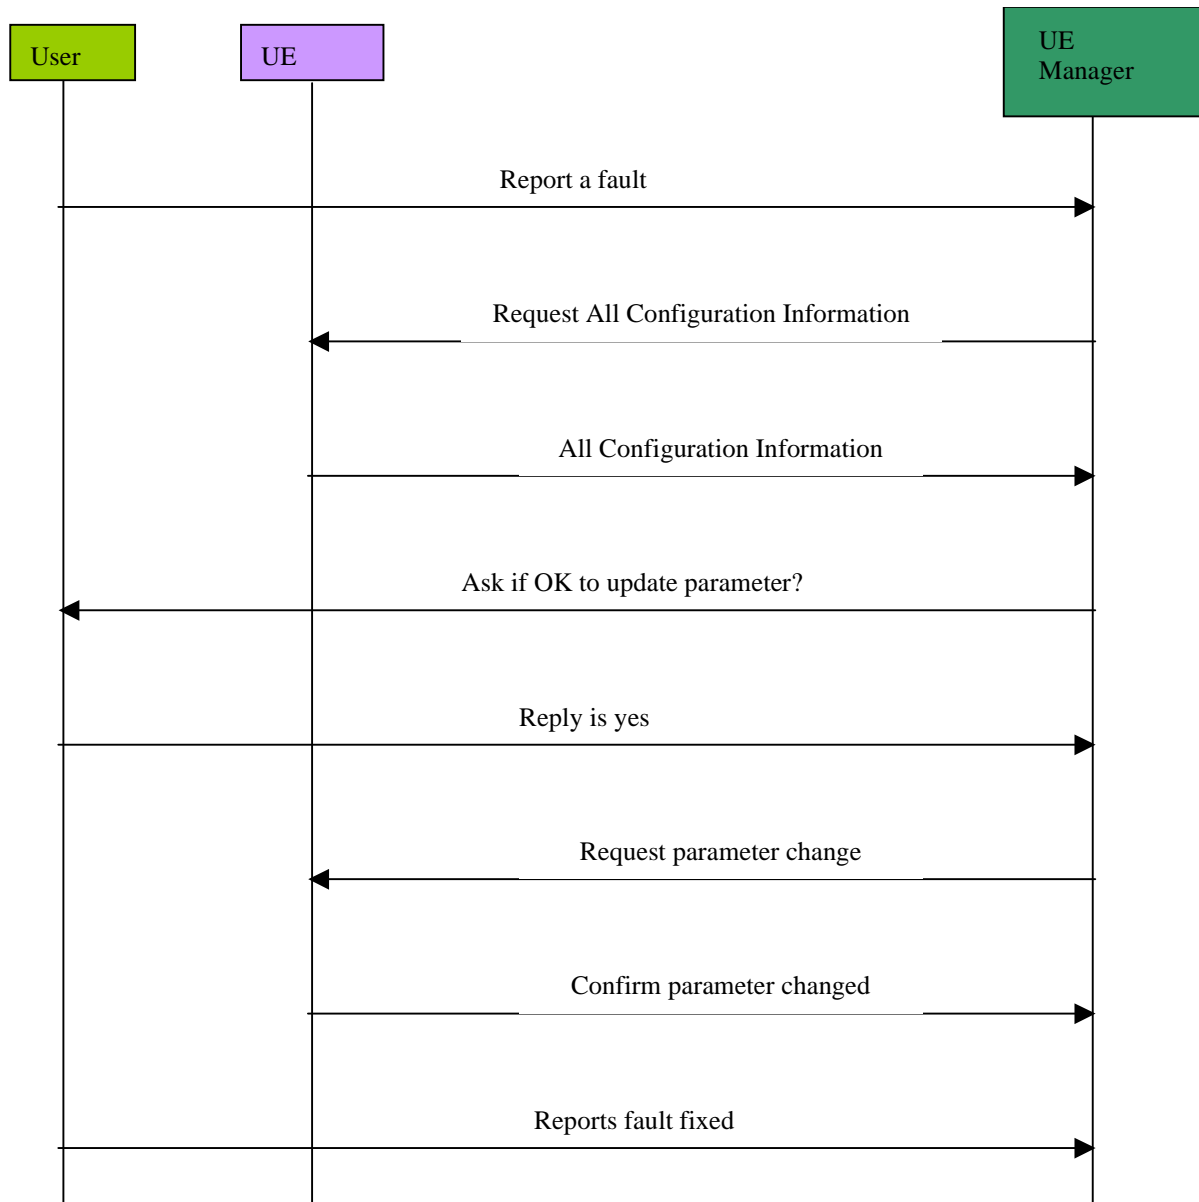 User
UE
UE
Manager
Report a fault
Request All Configuration Information
All Configuration Information
Ask if OK to update parameter?
Reply is yes
Request parameter change
Confirm parameter changed
Reports fault fixed